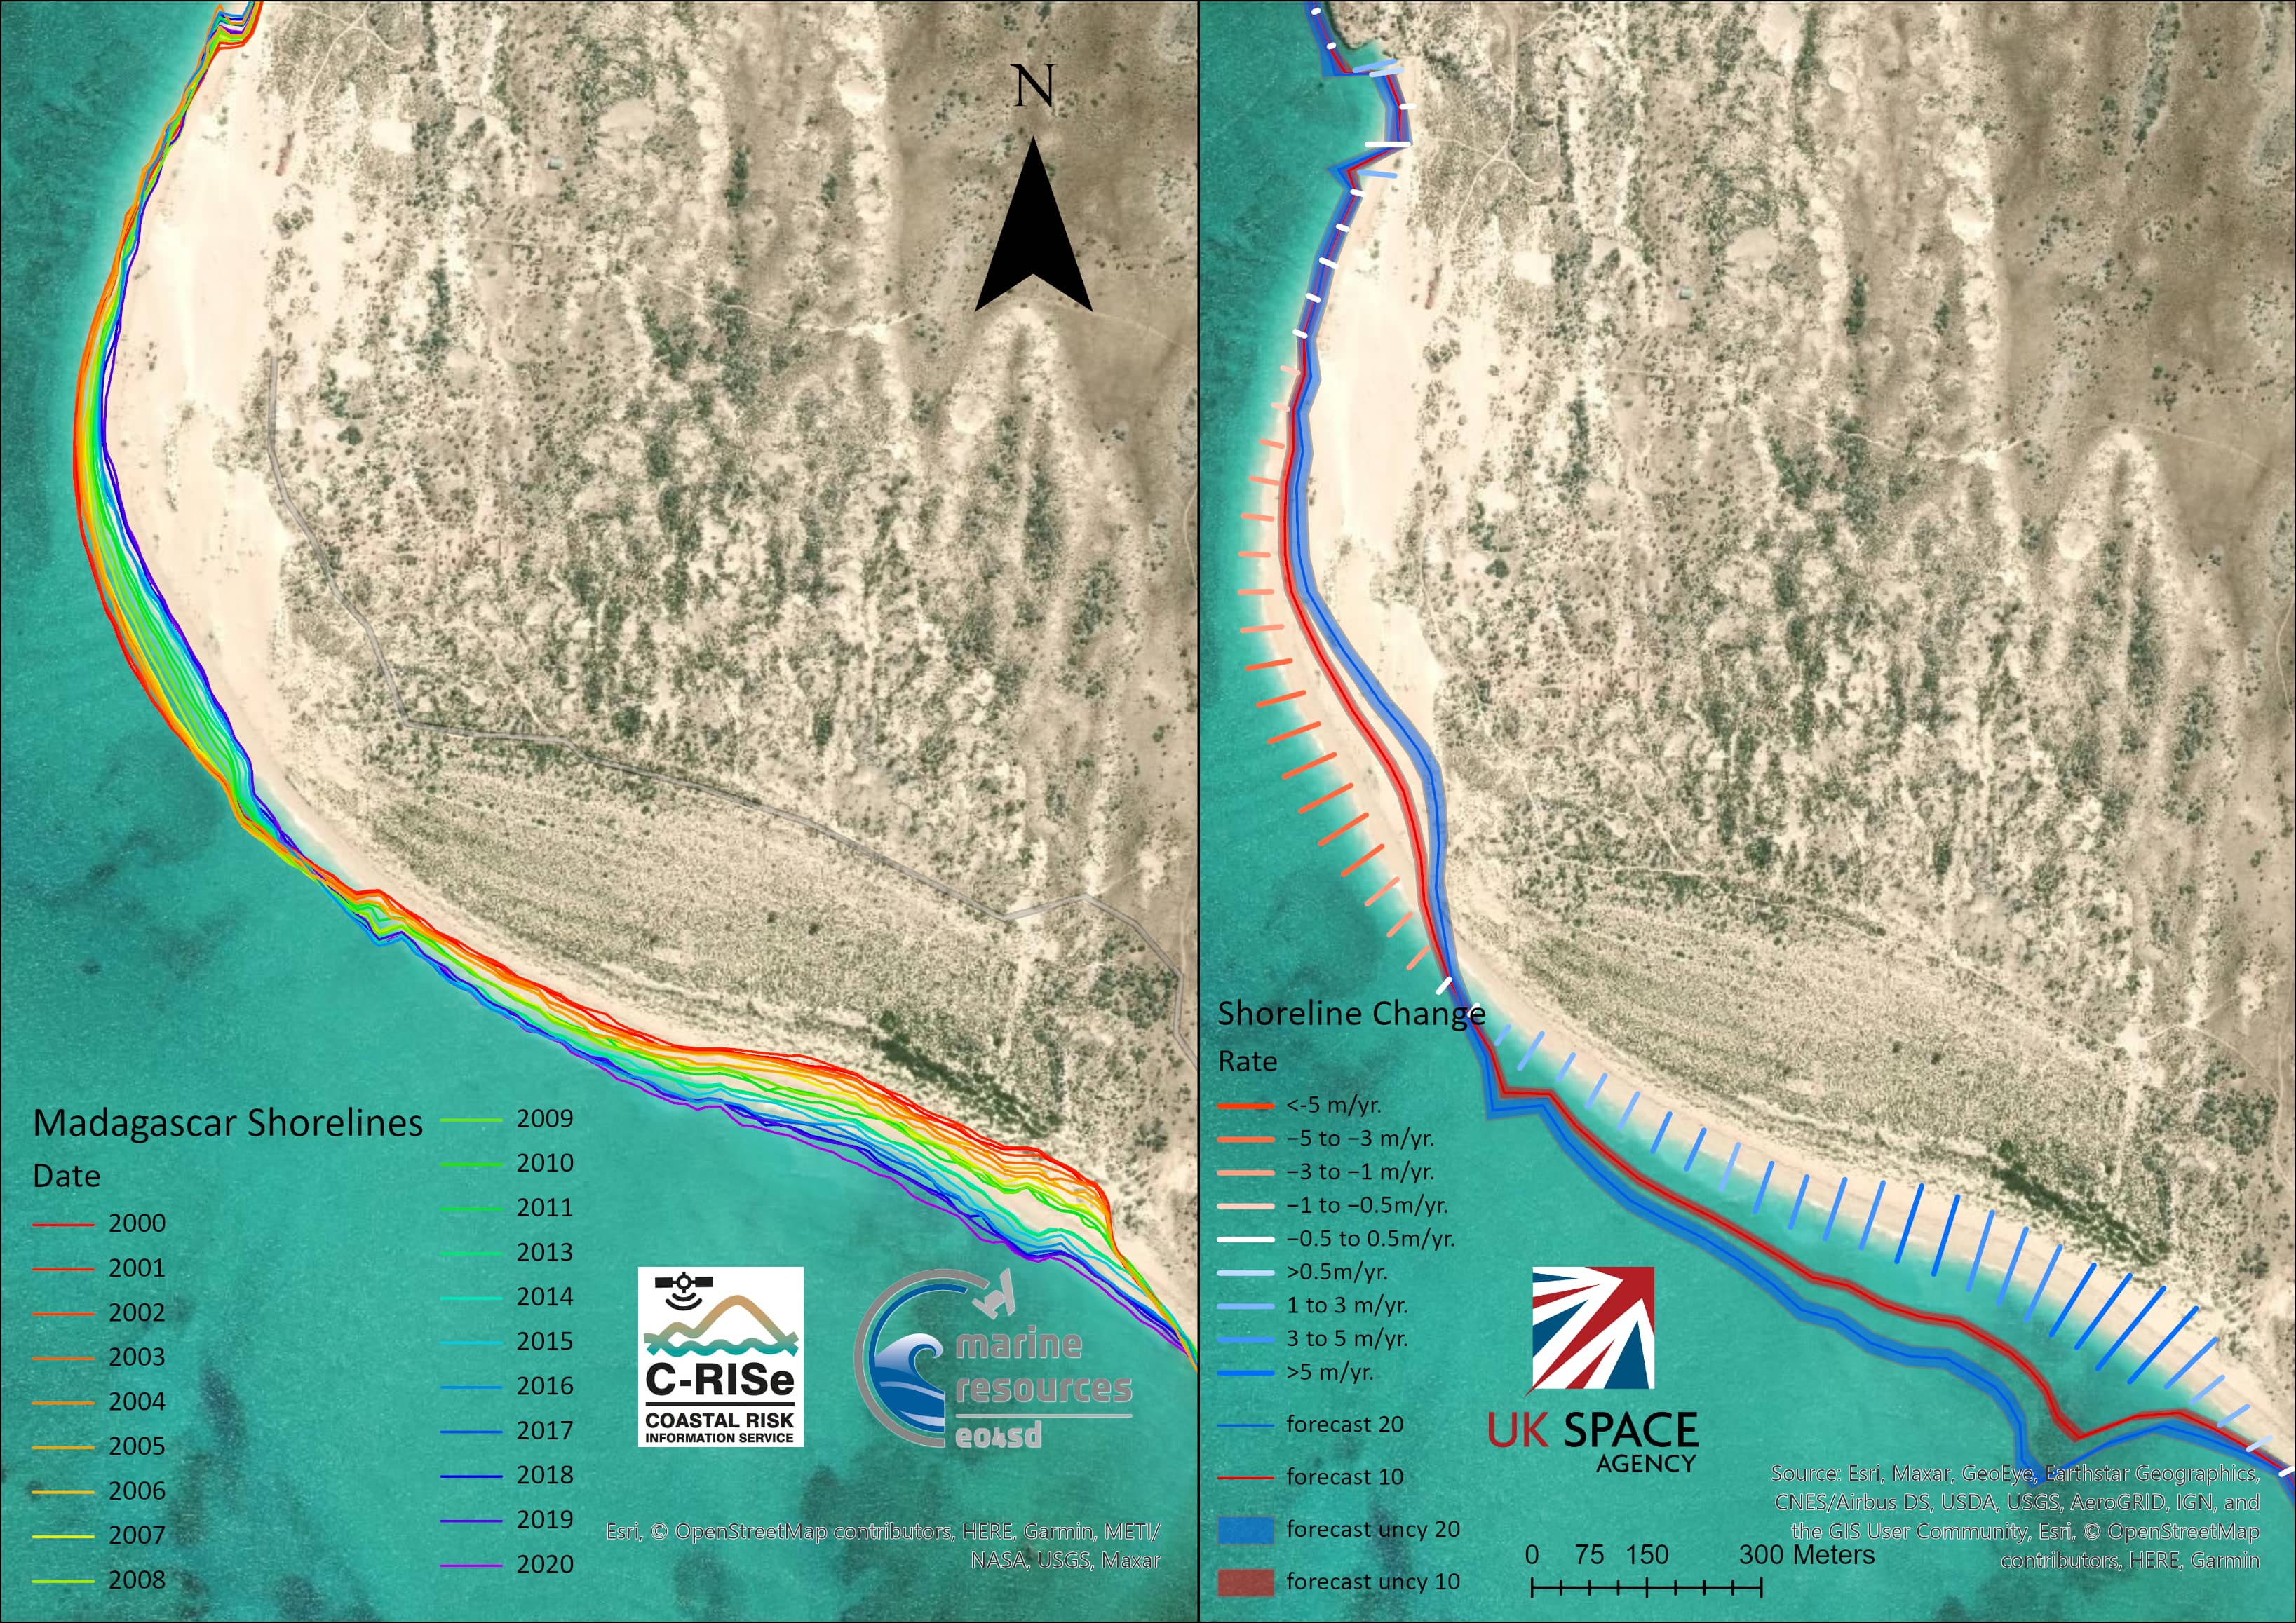 N
Madagascar Shorelines
Date
2000
2001
2002
2003
2004
2005
2006
2007
2008
2009
2010
2011
2013
2014
2015
2016
2017
2018
2019
2020
C-RISe
COASTAL RISK
INFORMATION SERVICE
marine
resources
eo4sd
Esri, © OpenStreetMap contributors, HERE, Garmin, METI/
NASA, USGS, Maxar
Shoreline Change
Rate
<-5 m/yr.
−5 to −3 m/yr.
−3 to −1 m/yr.
−1 to −0.5m/yr.
−0.5 to 0.5m/yr.
>0.5m/yr.
1 to 3 m/yr.
3 to 5 m/yr.
>5 m/yr.
forecast 20
forecast 10
forecast uncy 20
forecast uncy 10
UK SPACE
AGENCY
Source: Esri, Maxar, GeoEye, Earthstar Geographics,
CNES/Airbus DS, USDA, USGS, AeroGRID, IGN, and
the GIS User Community, Esri, © OpenStreetMap
contributors, HERE, Garmin
0 75 150 300 Meters